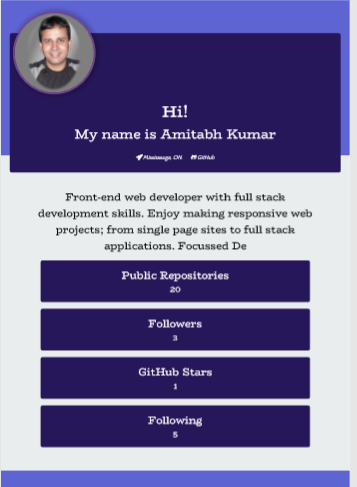 Hi!
My name is Amitabh Kumar
Mississauga, ON GitHub
Front-end web developer with full stack
development skills. Enjoy making responsive web
projects; from single page sites to full stack
applications. Focussed De
Public Repositories
20
Followers
3
GitHub Stars
1
Following
5